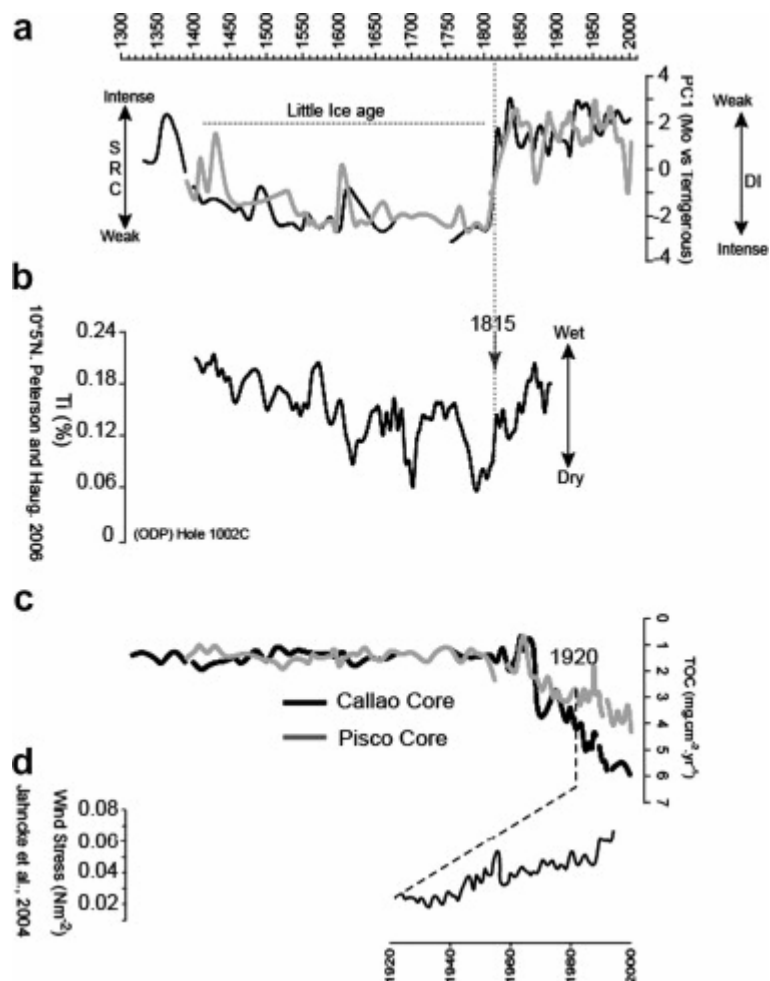 a
1300 1350 1400 1450 1500 1550 1600 1650 1700 1750 1800 1850 1900 1950 2000
Intense
S
R
C
Weak
Little Ice age
4
2
0
-2
-4
PC1 (Mo vs Terrigenous)
Weak
DI
Intense
b
10°5'N. Peterson and Haug. 2006
Ti (%)
0.24
0.18
0.12
0.06
0
(ODP) Hole 1002C
1815
Wet
Dry
c
1920
Callao Core
Pisco Core
0
1
2
3
4
5
6
7
TOC (mg.cm⁻².yr⁻¹)
d
Jahncke et al., 2004
Wind Stress (Nm⁻²)
0.08
0.06
0.04
0.02
1920 1940 1960 1980 2000